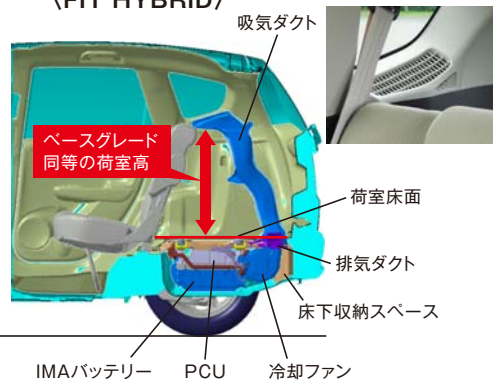 〈FIT HYBRID〉
吸気ダクト
ベースグレード
同等の荷室高
荷室床面
排気ダクト
床下収納スペース
IMAバッテリー
PCU
冷却ファン